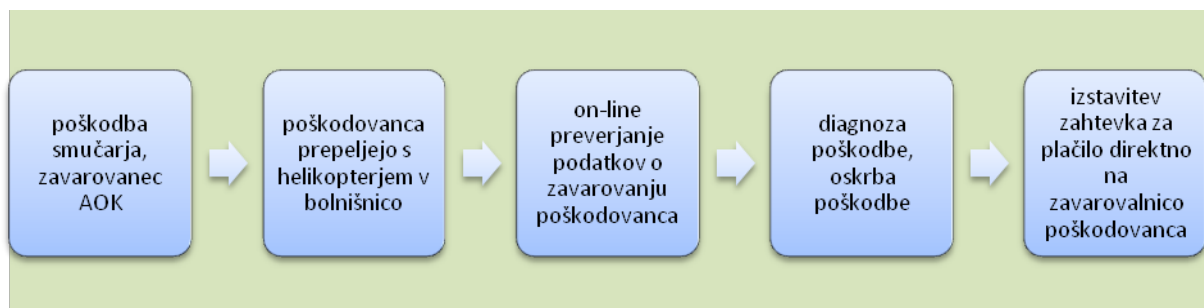 poškodba
smučarja,
zavarovanec
AOK
poškodovanca
prepeljejo s
helikopterjem v
bolnišnico
on-line
preverjanje
podatkov o
zavarovanju
poškodovanca
diagnoza
poškodbe,
oskrba
poškodbe
izstavitev
zahtevka za
plačilo direktno
na
zavarovalnico
poškodovanca